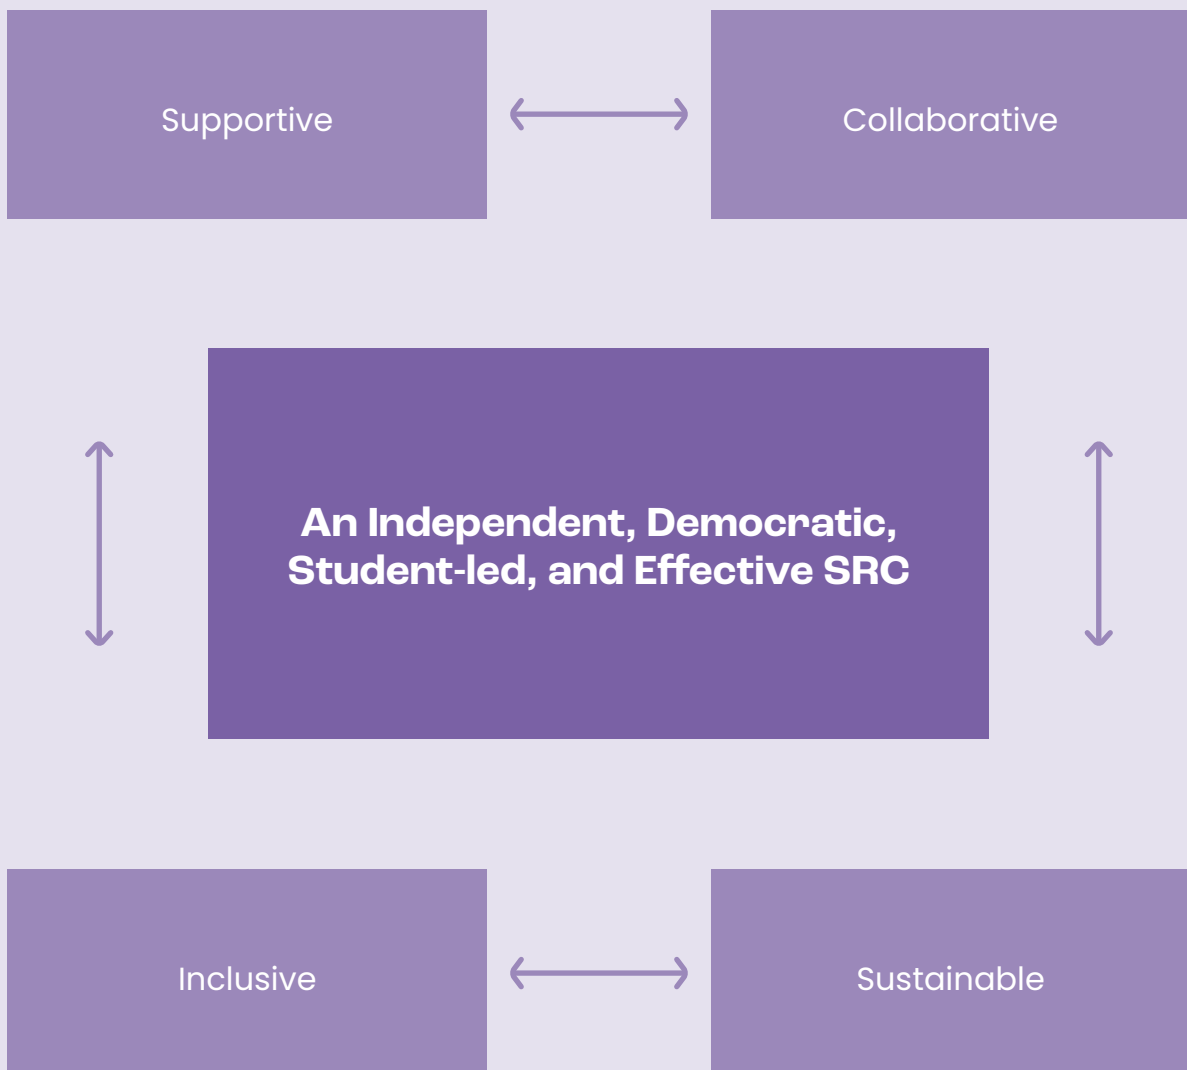 Supportive
Collaborative
An Independent, Democratic,
Student-led, and Effective SRC
Inclusive
Sustainable